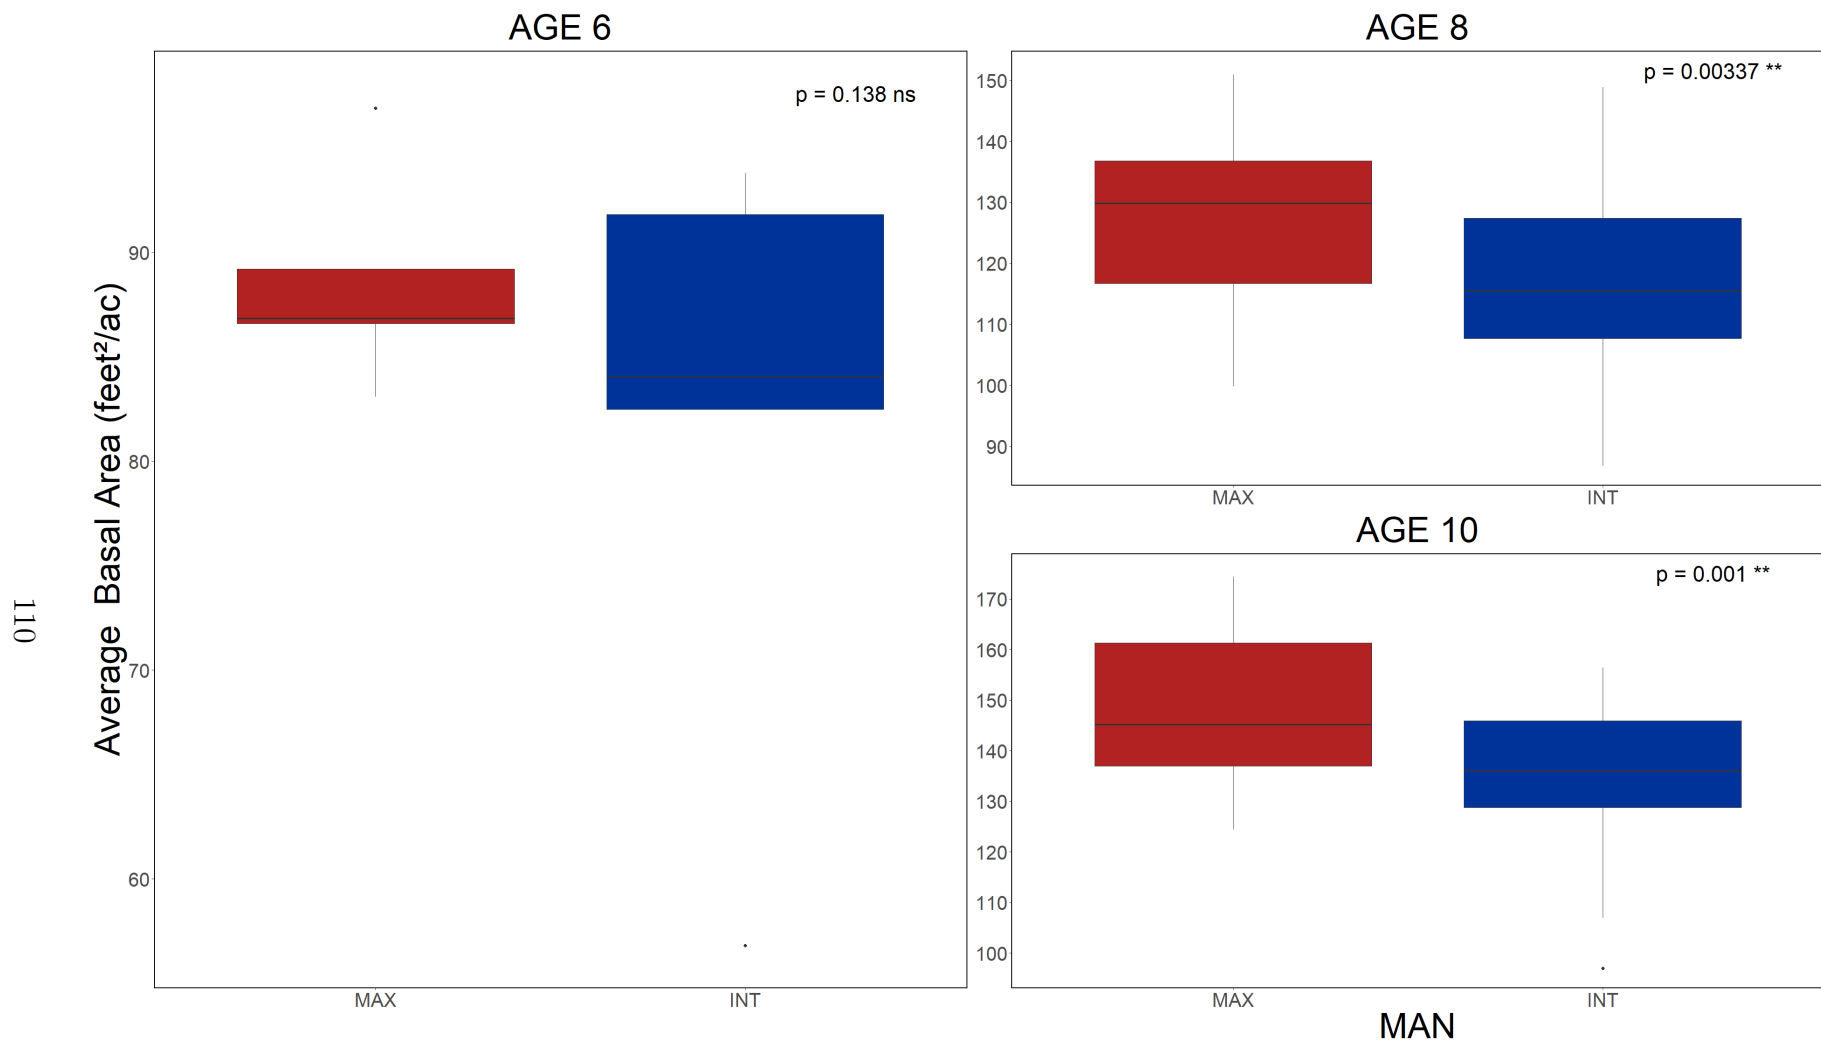 AGE 6
p = 0.138 ns
90
80
70
60
MAX
INT
Average  Basal Area (feet²/ac)
110
AGE 8
p = 0.00337 **
150
140
130
120
110
100
90
MAX
INT
AGE 10
p = 0.001 **
170
160
150
140
130
120
110
100
MAX
INT
MAN